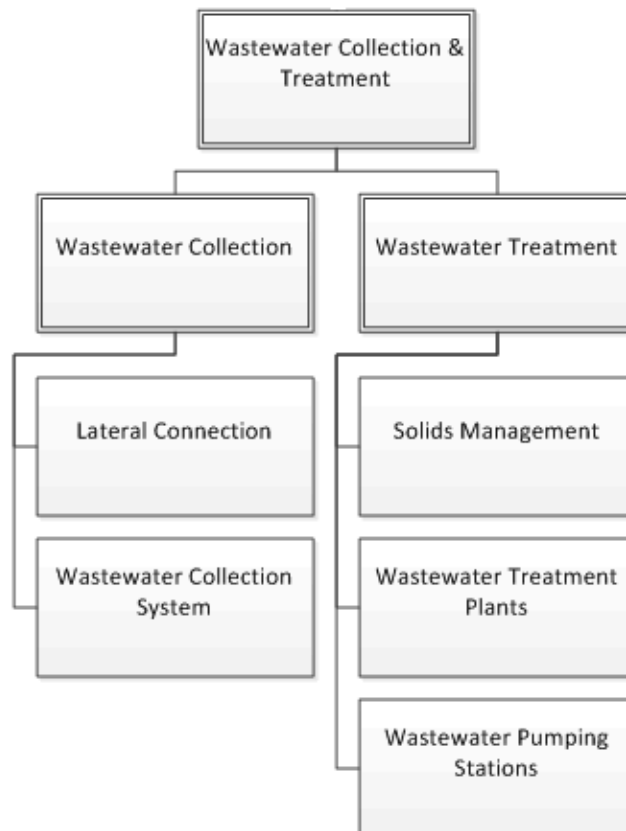 Wastewater Collection &
Treatment
Wastewater Collection
Wastewater Treatment
Lateral Connection
Solids Management
Wastewater Collection
System
Wastewater Treatment
Plants
Wastewater Pumping
Stations